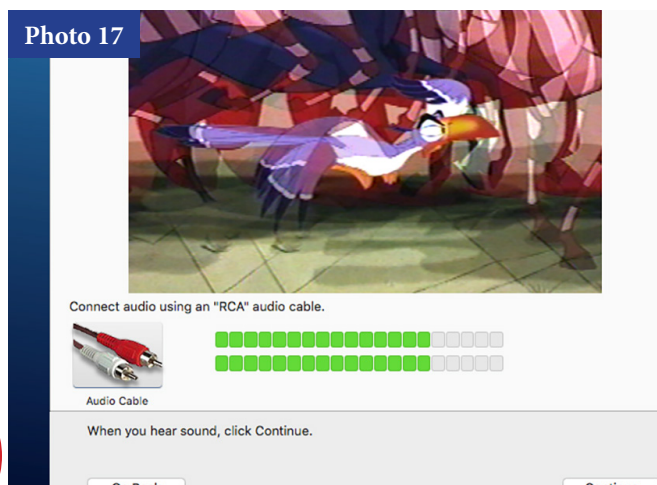 Photo 17
Connect audio using an "RCA" audio cable.
Audio Cable
When you hear sound, click Continue.